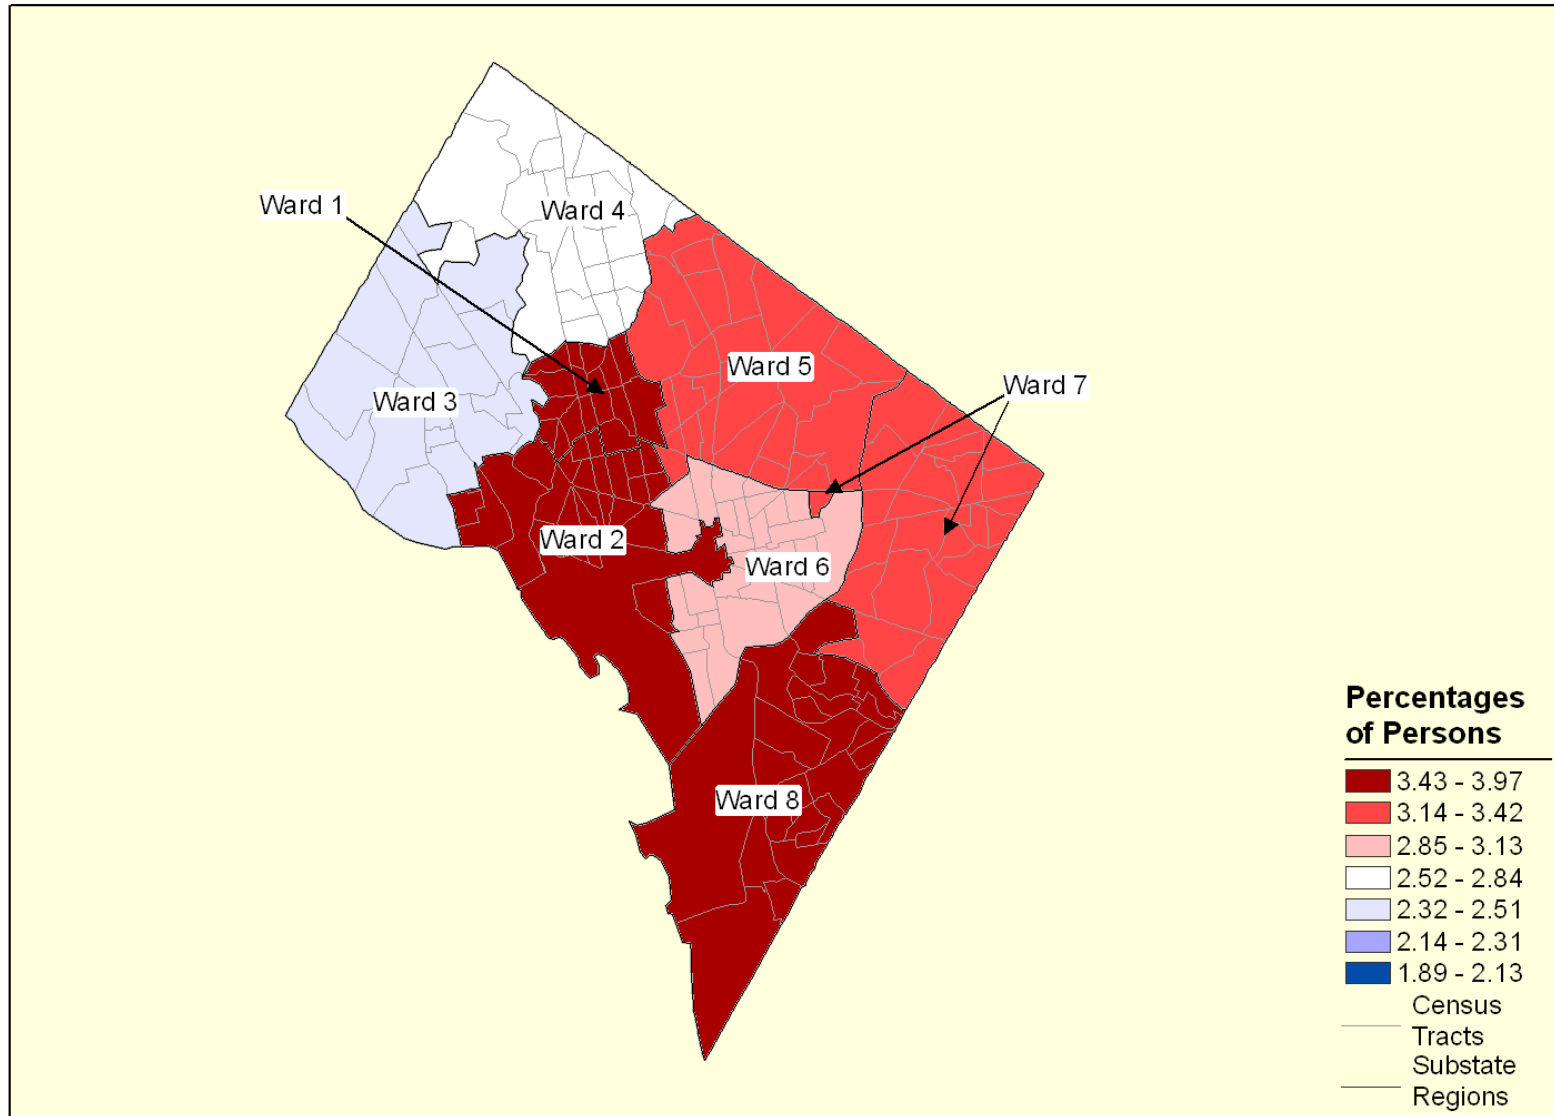 Ward 1
Ward 4
Ward 5
Ward 7
Ward 3
Ward 2
Ward 6
Ward 8
Percentages
of Persons
3.43 - 3.97
3.14 - 3.42
2.85 - 3.13
2.52 - 2.84
2.32 - 2.51
2.14 - 2.31
1.89 - 2.13
Census
Tracts
Substate
Regions